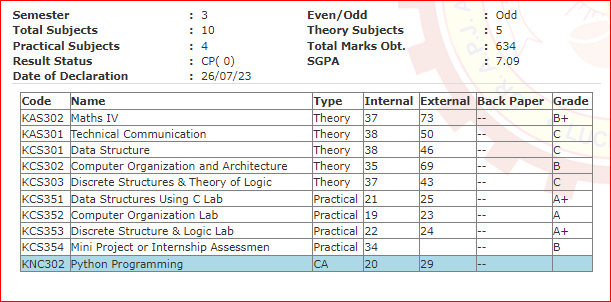 Semester : 3 Even/Odd : Odd
Total Subjects : 10 Theory Subjects : 5
Practical Subjects : 4 Total Marks Obt. : 634
Result Status : CP( 0) SGPA : 7.09
Date of Declaration : 26/07/23
Code Name Type Internal External Back Paper Grade
KAS302 Maths IV Theory 37 73 -- B+
KAS301 Technical Communication Theory 38 50 -- C
KCS301 Data Structure Theory 38 46 -- C
KCS302 Computer Organization and Architecture Theory 35 69 -- B
KCS303 Discrete Structures & Theory of Logic Theory 37 43 -- C
KCS351 Data Structures Using C Lab Practical 21 25 -- A+
KCS352 Computer Organization Lab Practical 19 23 -- A
KCS353 Discrete Structure & Logic Lab Practical 22 24 -- A+
KCS354 Mini Project or Internship Assessmen Practical 34 -- B
KNC302 Python Programming CA 20 29 --
DR. A.P.J. A
LUC